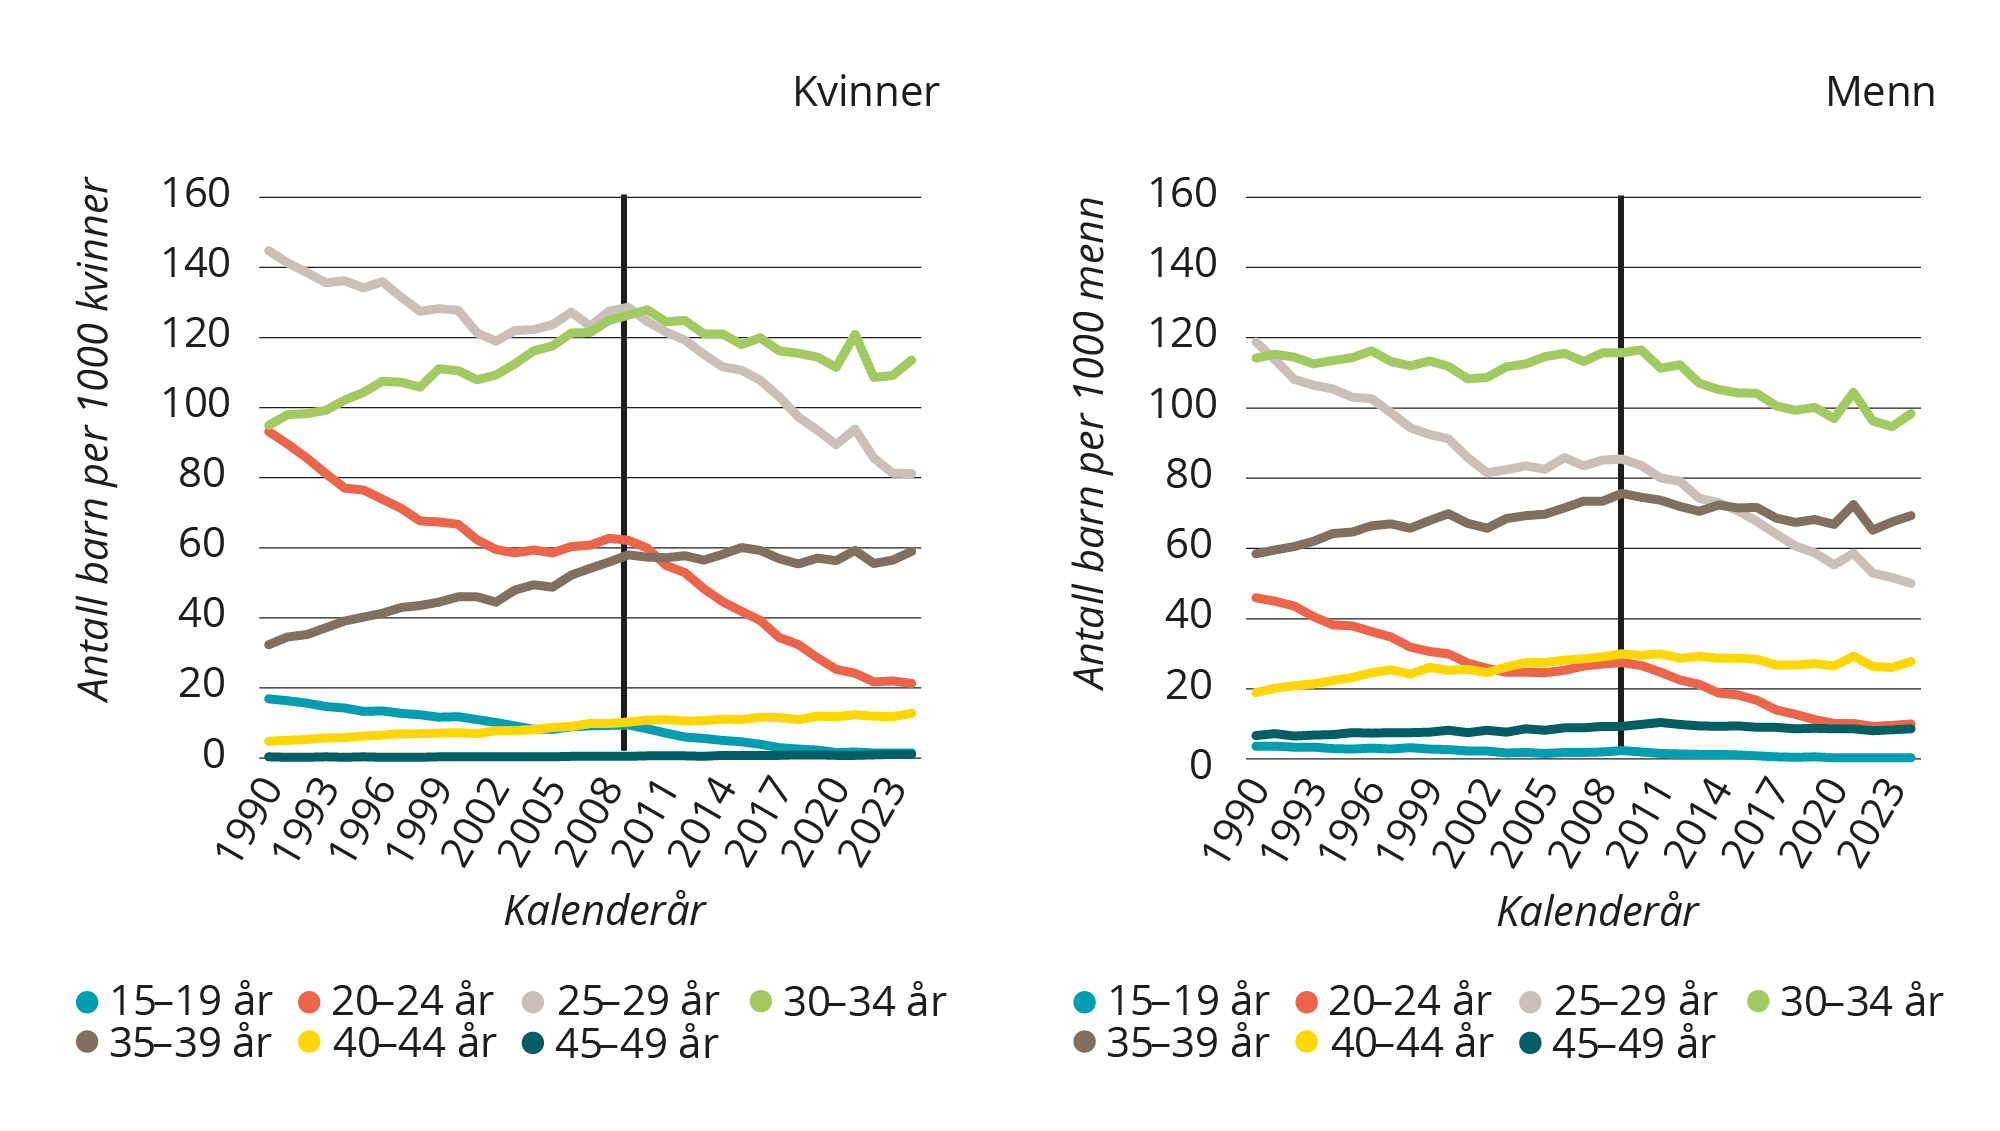 Kvinner
Antall barn per 1000 kvinner
160
140
120
100
80
60
40
20
0
1990 1993 1996 1999 2002 2005 2008 2011 2014 2017 2020 2023
Kalenderår
15–19 år 20–24 år 25–29 år 30–34 år
35–39 år 40–44 år 45–49 år
Menn
Antall barn per 1000 menn
160
140
120
100
80
60
40
20
0
1990 1993 1996 1999 2002 2005 2008 2011 2014 2017 2020 2023
Kalenderår
15–19 år 20–24 år 25–29 år 30–34 år
35–39 år 40–44 år 45–49 år